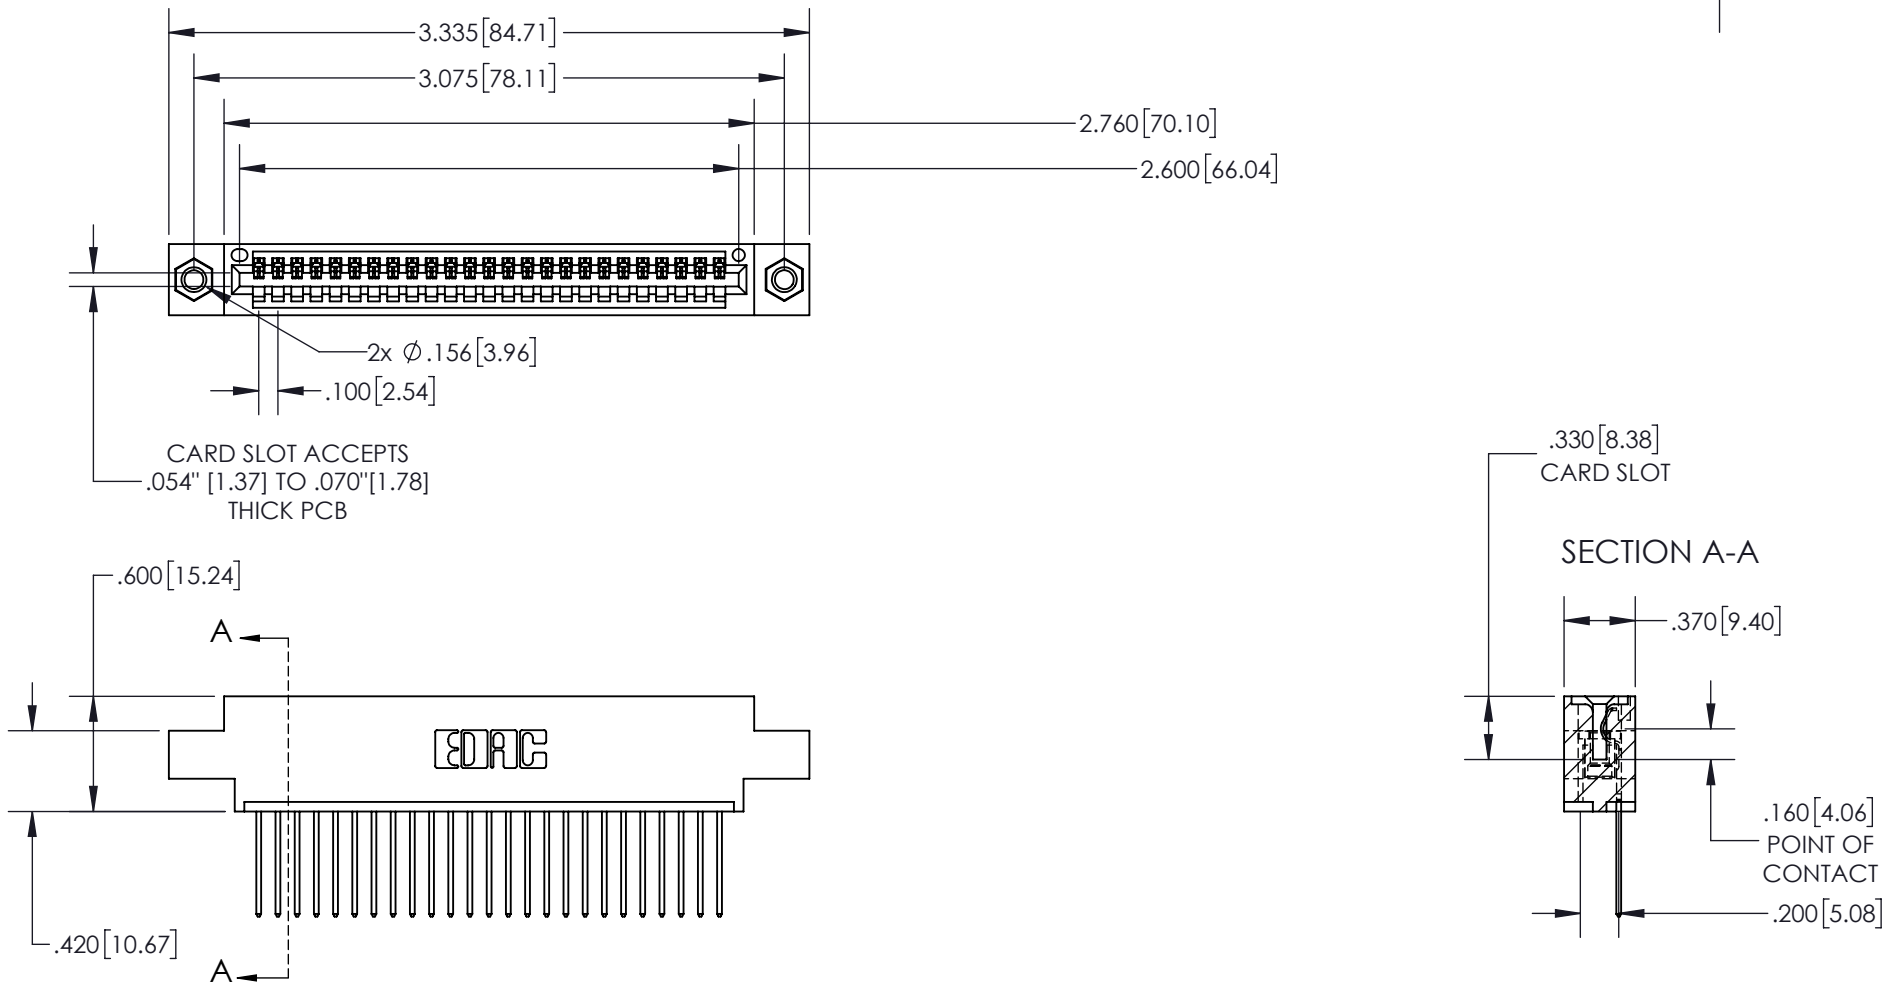 3.335[84.71]
3.075[78.11]
2.760[70.10]
2.600[66.04]
2x Ø.156[3.96]
.100[2.54]
CARD SLOT ACCEPTS
.054" [1.37] TO .070"[1.78]
THICK PCB
.330[8.38]
CARD SLOT
SECTION A-A
.600[15.24]
A
.370[9.40]
EDAC
.160[4.06]
POINT OF
CONTACT
.200[5.08]
.420[10.67]
A